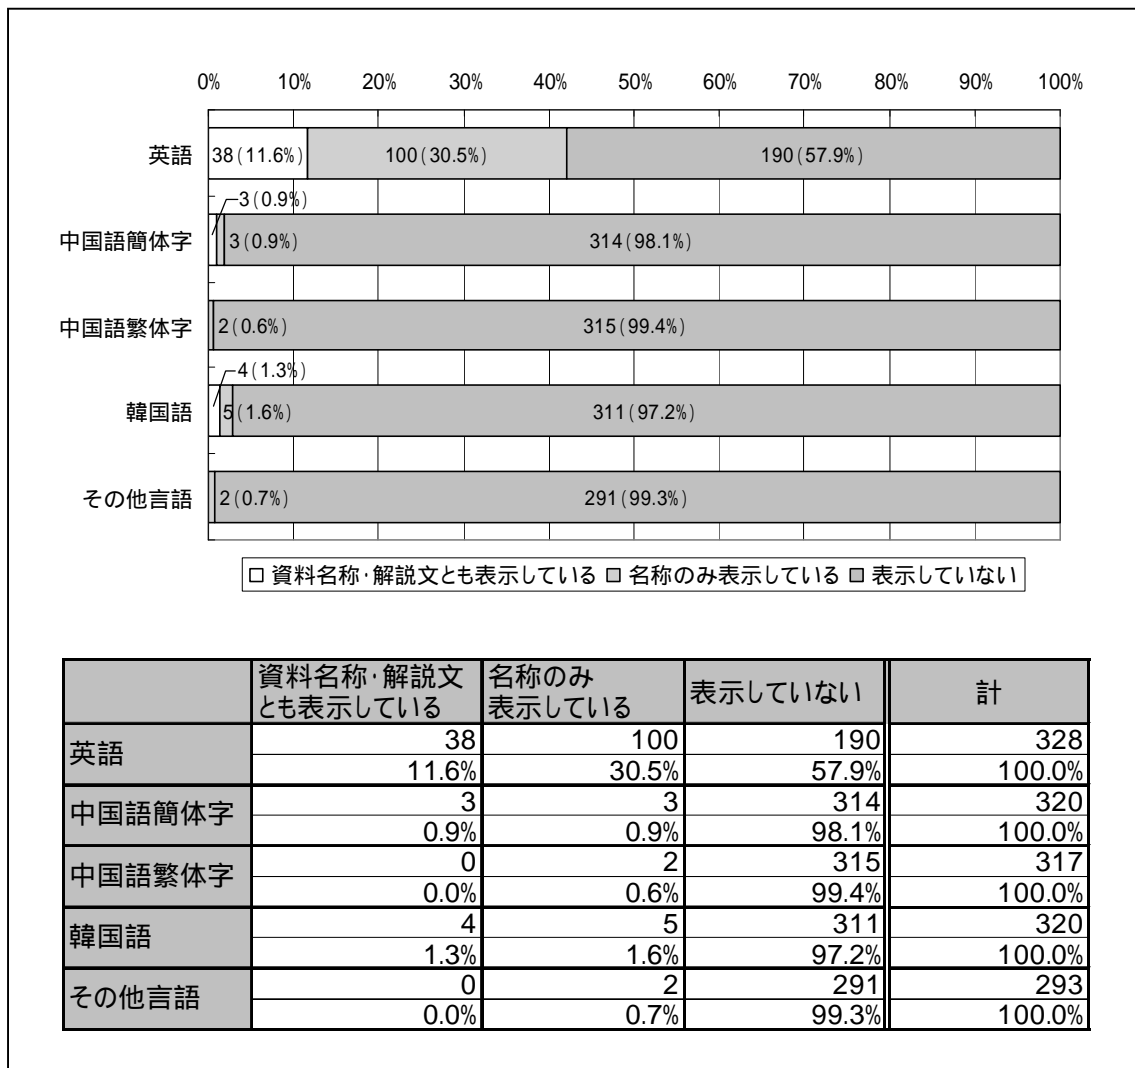 0% 10% 20% 30% 40% 50% 60% 70% 80% 90% 100%
英語 38(11.6%) 100(30.5%) 190(57.9%)
3(0.9%)
中国語簡体字 3(0.9%) 314(98.1%)
中国語繁体字 2(0.6%) 315(99.4%)
4(1.3%)
韓国語 5(1.6%) 311(97.2%)
その他言語 2(0.7%) 291(99.3%)
資料名称・解説文とも表示している 名称のみ表示している 表示していない
資料名称・解説文
とも表示している
名称のみ
表示している
表示していない
計
英語
38 100 190 328
11.6% 30.5% 57.9% 100.0%
中国語簡体字
3 3 314 320
0.9% 0.9% 98.1% 100.0%
中国語繁体字
0 2 315 317
0.0% 0.6% 99.4% 100.0%
韓国語
4 5 311 320
1.3% 1.6% 97.2% 100.0%
その他言語
0 2 291 293
0.0% 0.7% 99.3% 100.0%